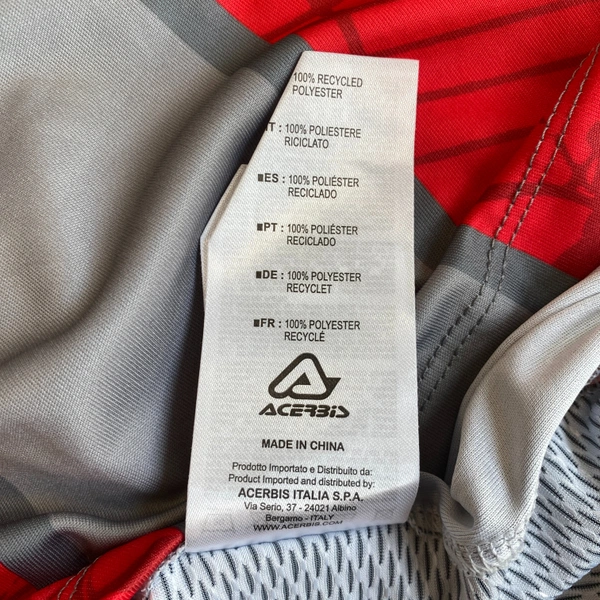 100% RECYCLED
POLYESTER
IT : 100% POLIESTERE
RICICLATO
■ES : 100% POLIÉSTER
RECICLADO
■PT : 100% POLIÉSTER
RECICLADO
■DE : 100% POLYESTER
RECYCLET
■FR : 100% POLYESTER
RECYCLÉ
ACERBIS
MADE IN CHINA
Prodotto Importato e Distribuito da:
Product Imported and distributed by:
ACERBIS ITALIA S.P.A.
Via Serio, 37 - 24021 Albino
Bergamo - ITALY
WWW.ACERBIS.COM